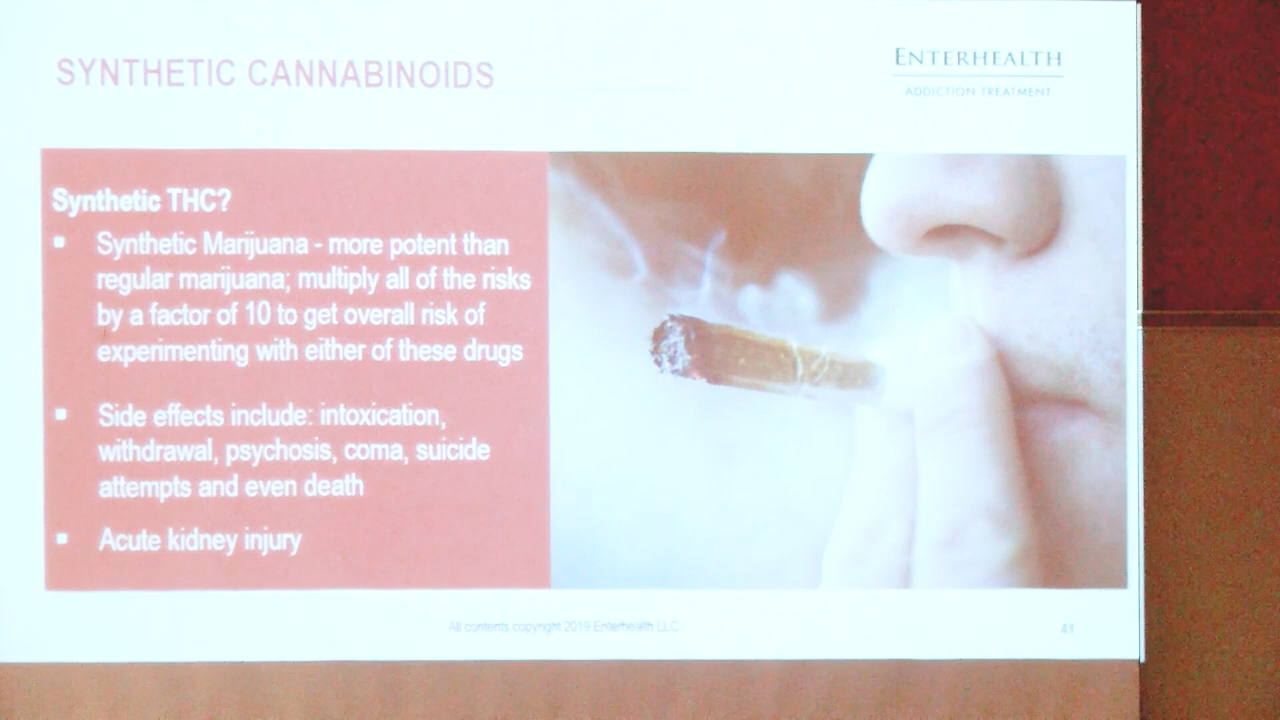 SYNTHETIC CANNABINOIDS
ENTERHEALTH
ADDICTION TREATMENT
Synthetic THC?
▪ Synthetic Marijuana - more potent than
regular marijuana; multiply all of the risks
by a factor of 10 to get overall risk of
experimenting with either of these drugs
▪ Side effects include: intoxication,
withdrawal, psychosis, coma, suicide
attempts and even death
▪ Acute kidney injury
All contents copyright 2019 Enterhealth LLC
41